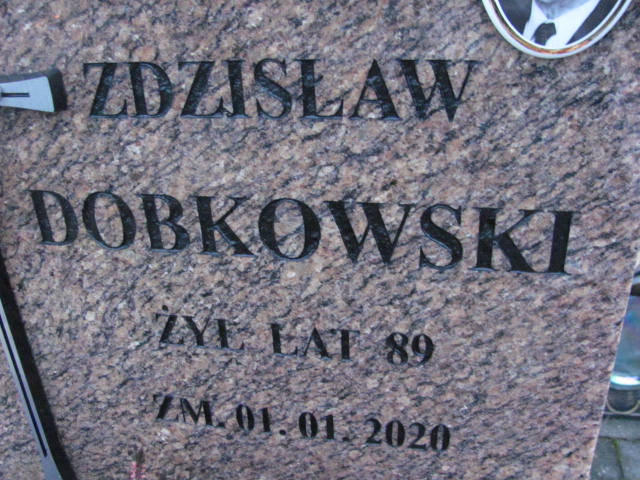 ZDZISŁAW
DOBKOWSKI
ŻYŁ LAT 89
ZM. 01. 01. 2020